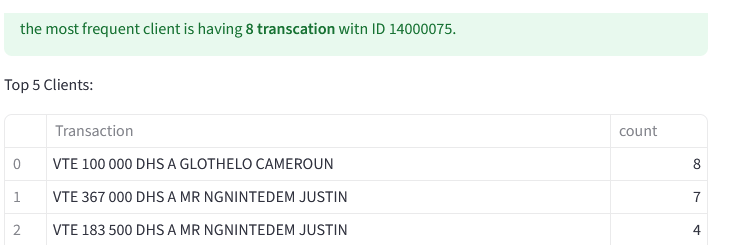 the most frequent client is having 8 transcation witn ID 14000075.
Top 5 Clients:
Transaction count
0 VTE 100 000 DHS A GLOTHELO CAMEROUN 8
1 VTE 367 000 DHS A MR NGNINTEDEM JUSTIN 7
2 VTE 183 500 DHS A MR NGNINTEDEM JUSTIN 4